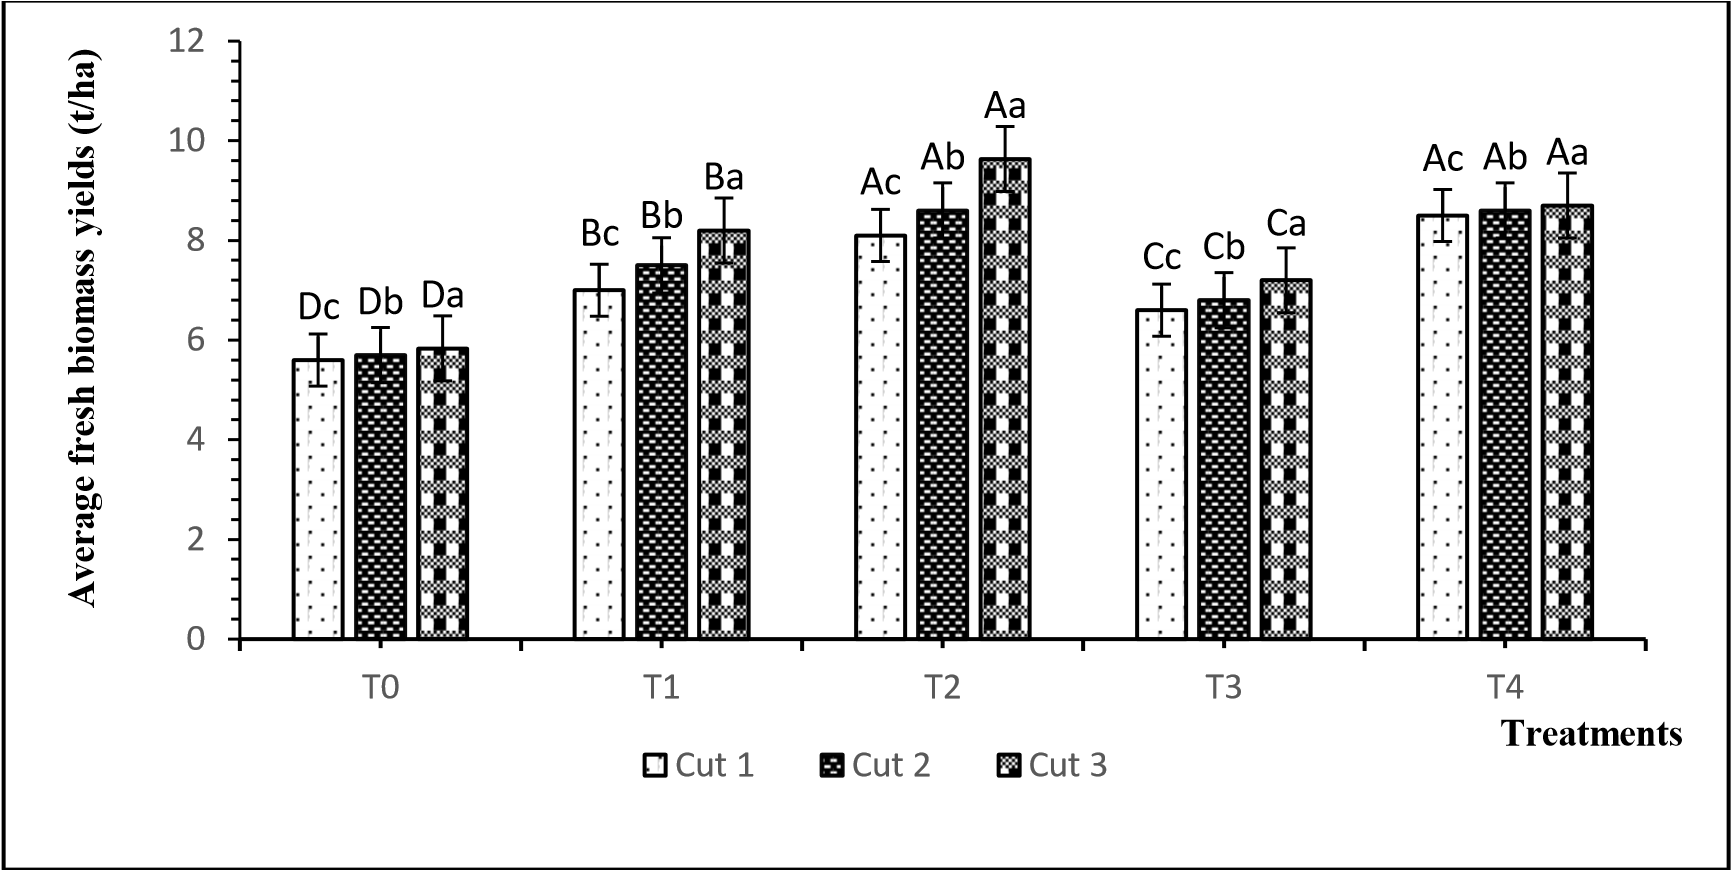 Average fresh biomass yields (t/ha)
12
10
8
6
4
2
0
Dc Db Da
Bc Bb Ba
Ac Ab Aa
Cc Cb Ca
Ac Ab Aa
T0 T1 T2 T3 T4
Treatments
Cut 1 Cut 2 Cut 3